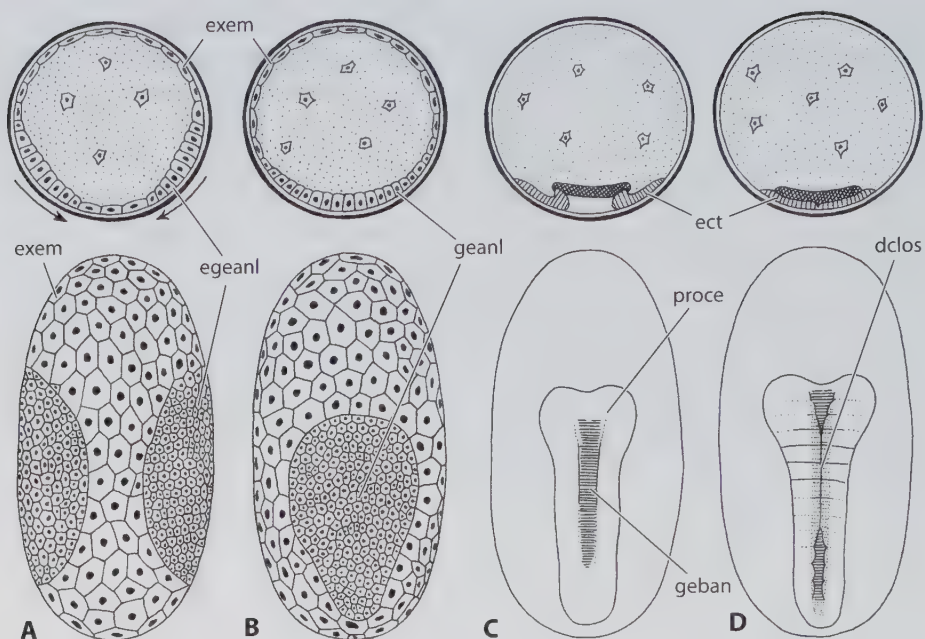 exem
ect
exem
egeanl
geanl
proce
dclos
geban
A
B
C
D